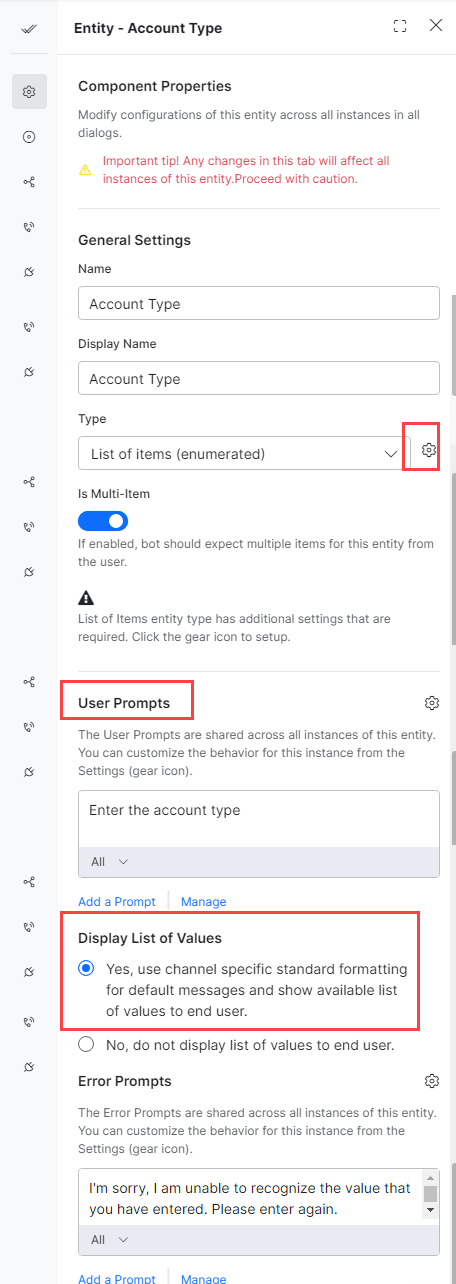 Entity - Account Type
Component Properties
Modify configurations of this entity across all instances in all
dialogs.
Important tip! Any changes in this tab will affect all
instances of this entity.Proceed with caution.
General Settings
Name
Account Type
Display Name
Account Type
Type
List of items (enumerated)
Is Multi-Item
If enabled, bot should expect multiple items for this entity from
the user.
List of Items entity type has additional settings that are
required. Click the gear icon to setup.
User Prompts
The User Prompts are shared across all instances of this entity.
You can customize the behavior for this instance from the
Settings (gear icon).
Enter the account type
All
Add a Prompt Manage
Display List of Values
Yes, use channel specific standard formatting
for default messages and show available list
of values to end user.
No, do not display list of values to end user.
Error Prompts
The Error Prompts are shared across all instances of this entity.
You can customize the behavior for this instance from the
Settings (gear icon).
I'm sorry, I am unable to recognize the value that
you have entered. Please enter again.
All
Add a Prompt Manage